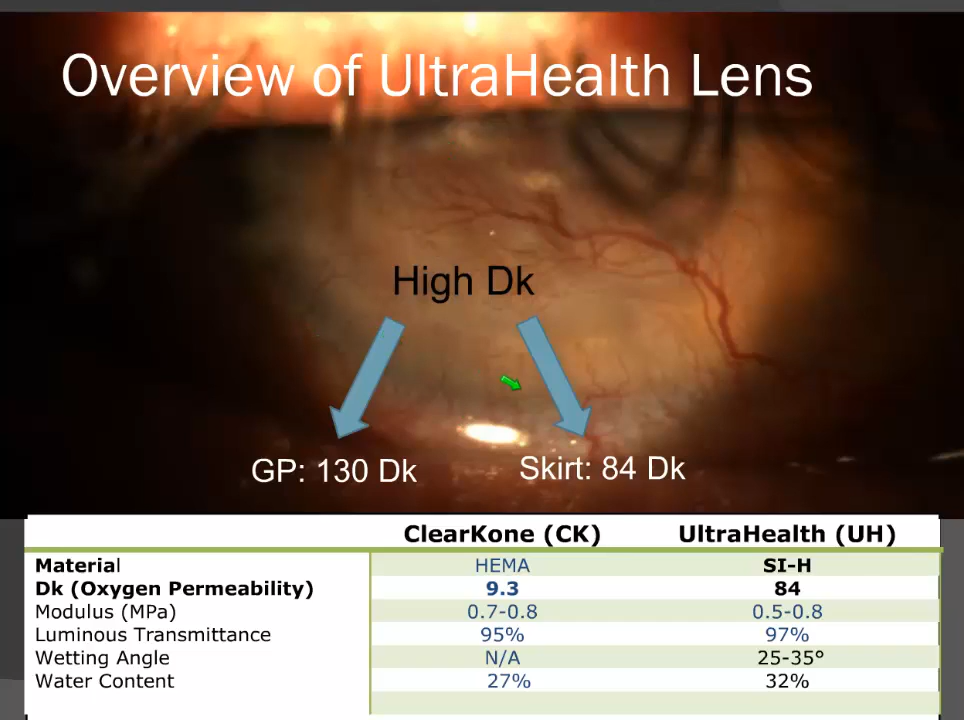 Overview of UltraHealth Lens
High Dk
GP: 130 Dk
Skirt: 84 Dk
ClearKone (CK) UltraHealth (UH)
Material HEMA SI-H
Dk (Oxygen Permeability) 9.3 84
Modulus (MPa) 0.7-0.8 0.5-0.8
Luminous Transmittance 95% 97%
Wetting Angle N/A 25-35°
Water Content 27% 32%